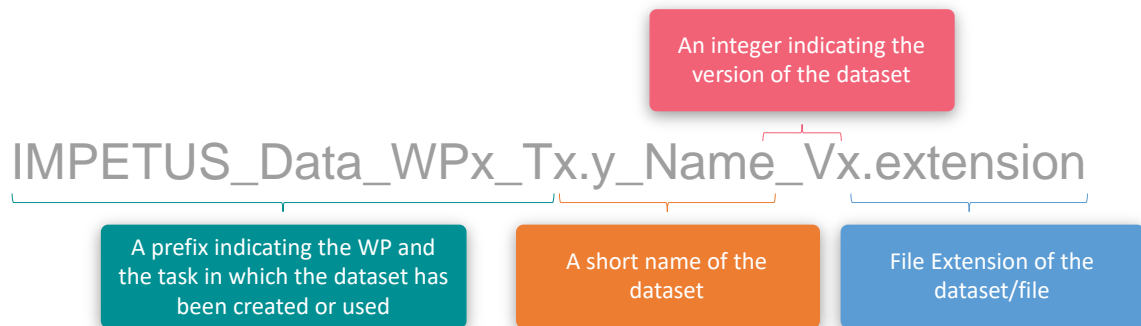 An integer indicating the
version of the dataset
IMPETUS_Data_WPx_Tx.y_Name_Vx.extension
A prefix indicating the WP and
the task in which the dataset has
been created or used
A short name of the
dataset
File Extension of the
dataset/file